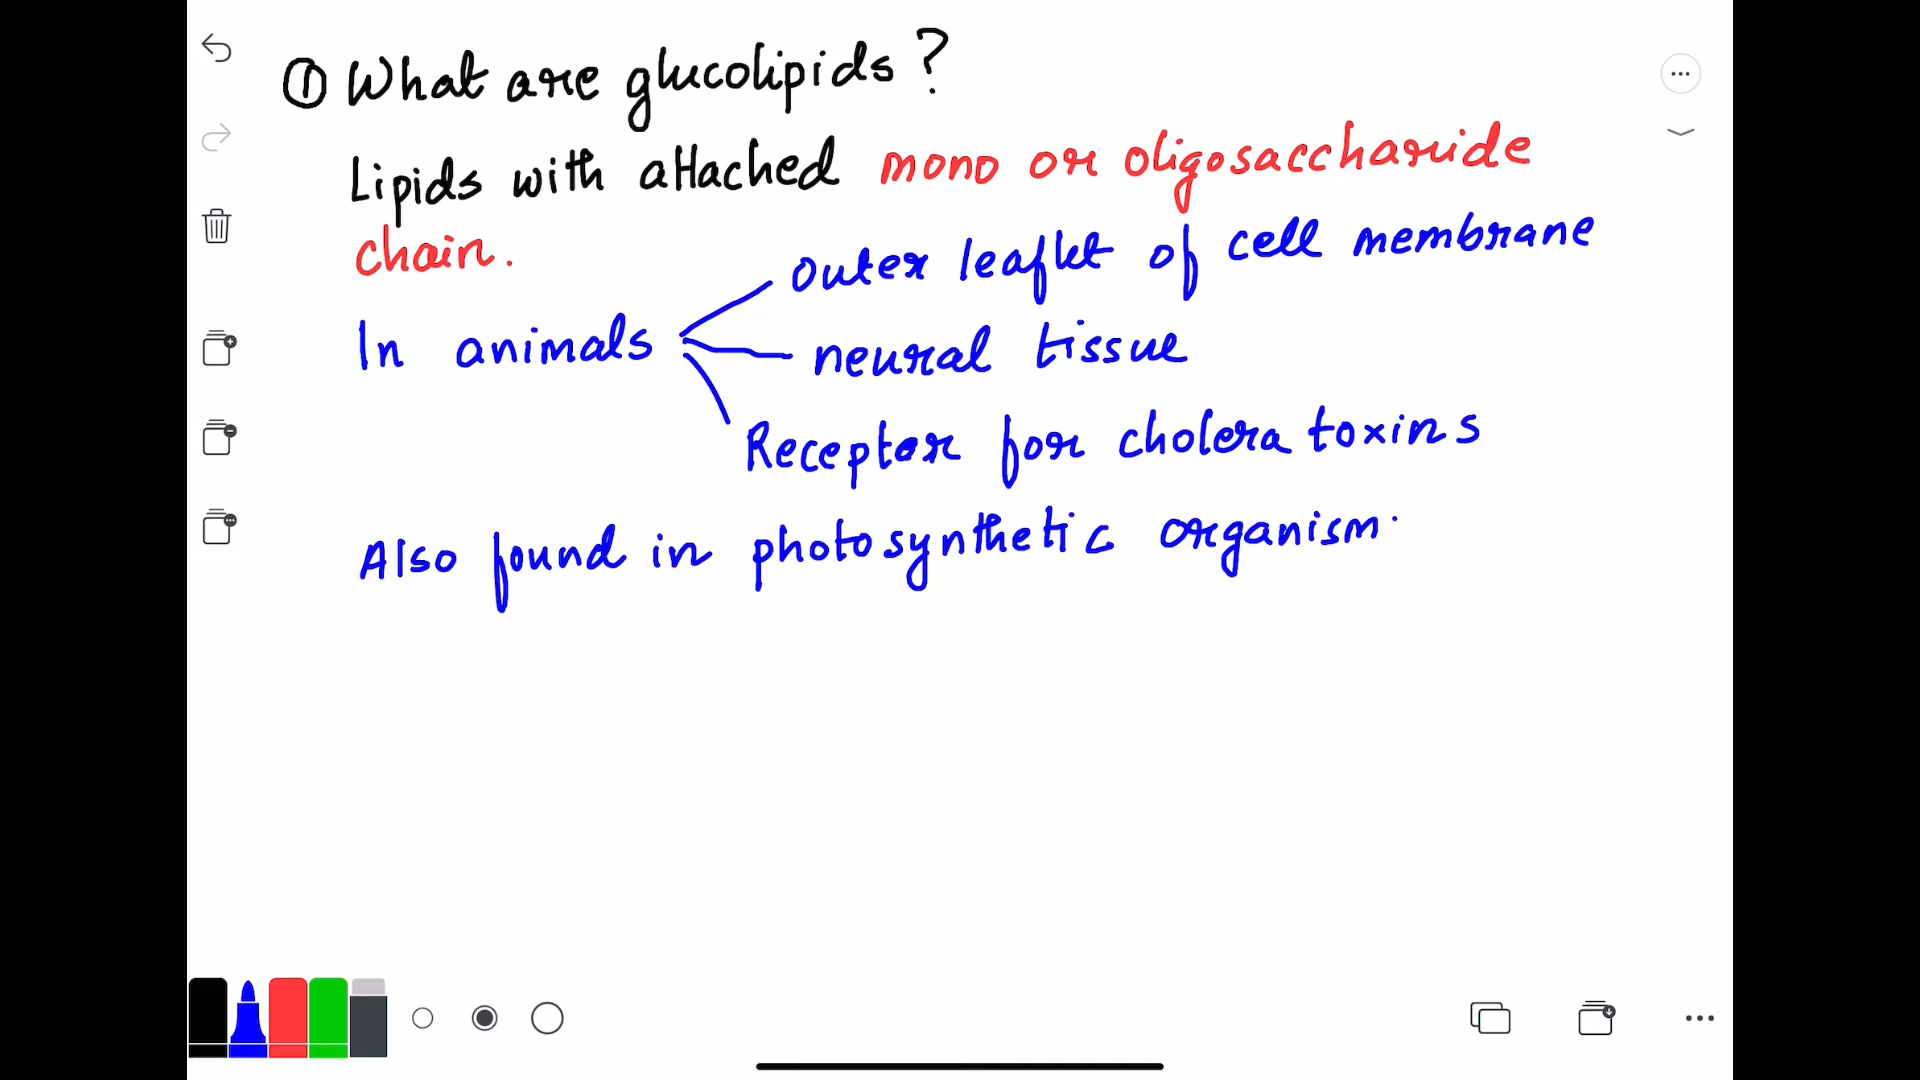 ① What are glucolipids?
Lipids with attached mono or oligosaccharide
chain.
outer leaflet of cell membrane
In animals
neural tissue
Receptor for cholera toxins
Also found in photosynthetic organism.